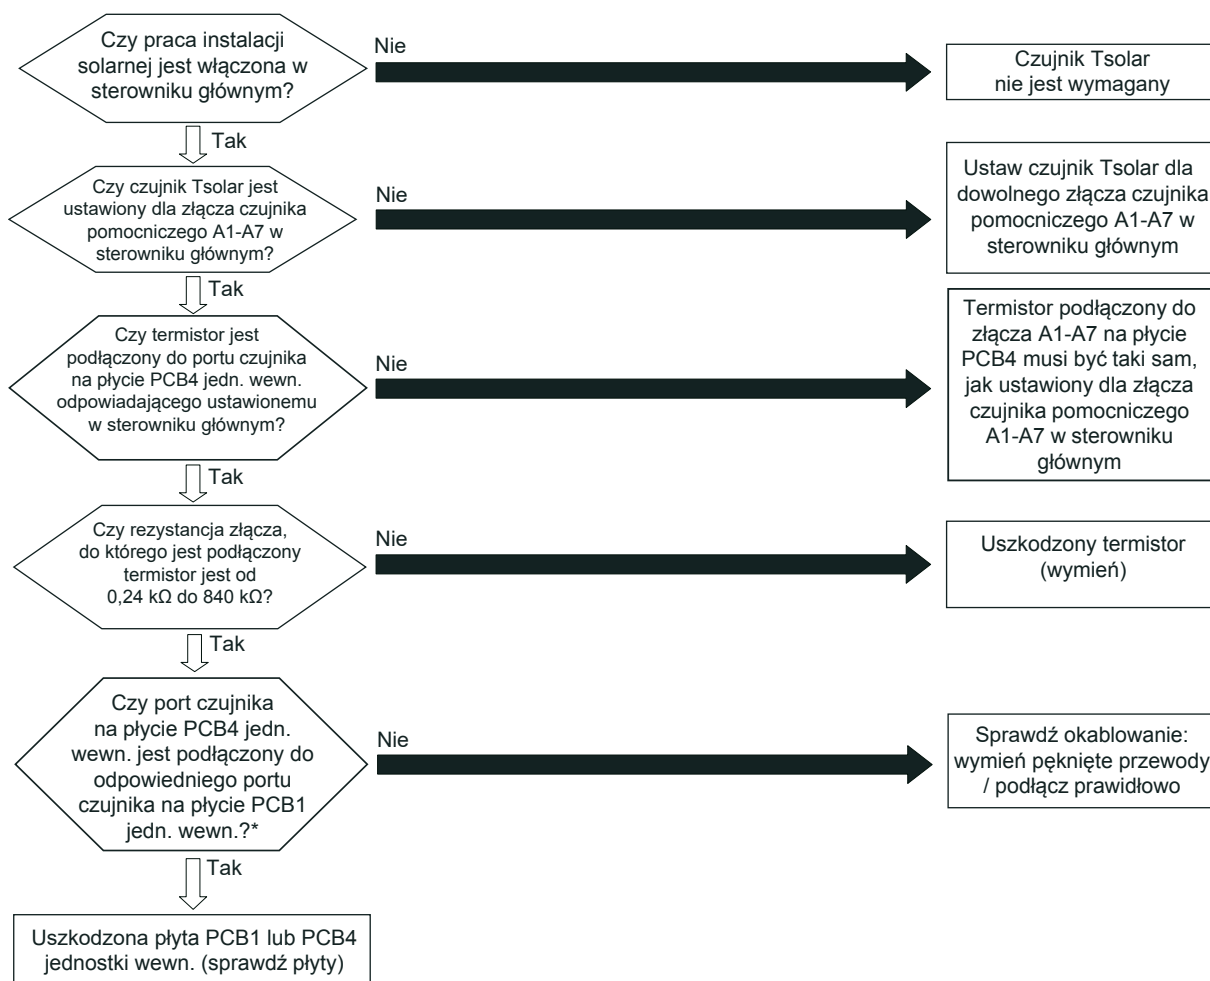 Czy praca instalacji
solarnej jest włączona w
sterowniku głównym?
Nie
Czujnik Tsolar
nie jest wymagany
Tak
Czy czujnik Tsolar jest
ustawiony dla złącza czujnika
pomocniczego A1-A7 w
sterowniku głównym?
Nie
Ustaw czujnik Tsolar dla
dowolnego złącza czujnika
pomocniczego A1-A7 w
sterowniku głównym
Tak
Czy termistor jest
podłączony do portu czujnika
na płycie PCB4 jedn. wewn.
odpowiadającego ustawionemu
w sterowniku głównym?
Nie
Termistor podłączony do
złącza A1-A7 na płycie
PCB4 musi być taki sam,
jak ustawiony dla złącza
czujnika pomocniczego
A1-A7 w sterowniku
głównym
Tak
Czy rezystancja złącza,
do którego jest podłączony
termistor jest od
0,24 kΩ do 840 kΩ?
Nie
Uszkodzony termistor
(wymień)
Tak
Czy port czujnika
na płycie PCB4 jedn.
wewn. jest podłączony do
odpowiedniego portu
czujnika na płycie PCB1
jedn. wewn.?*
Nie
Sprawdź okablowanie:
wymień pęknięte przewody
/ podłącz prawidłowo
Tak
Uszkodzona płyta PCB1 lub PCB4
jednostki wewn. (sprawdź płyty)